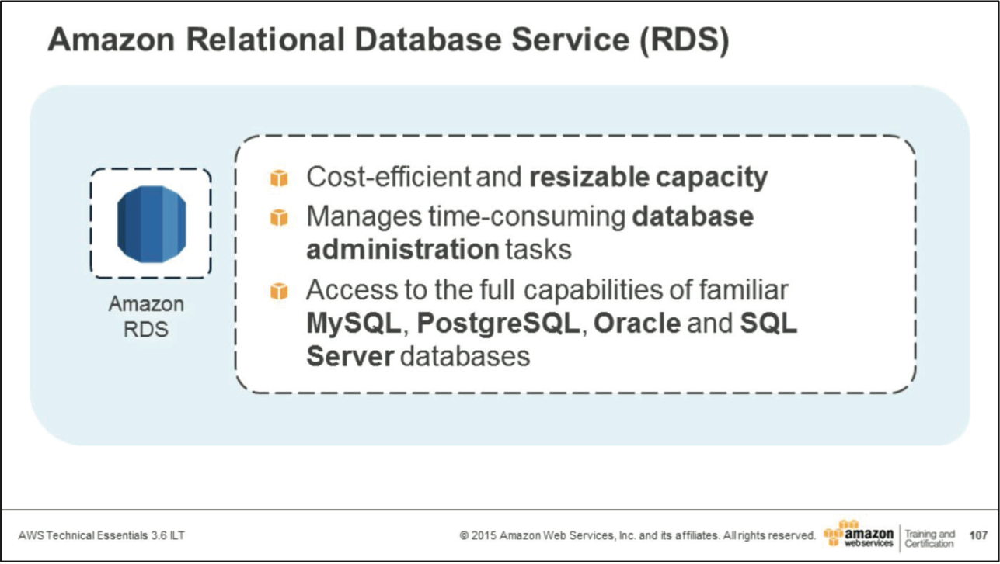 Amazon Relational Database Service (RDS)
Cost-efficient and resizable capacity
Manages time-consuming database
administration tasks
Access to the full capabilities of familiar
MySQL, PostgreSQL, Oracle and SQL
Server databases
Amazon
RDS
AWS Technical Essentials 3.6 ILT
© 2015 Amazon Web Services, Inc. and its affiliates. All rights reserved.
amazon
webservices
Training and
Certification
107